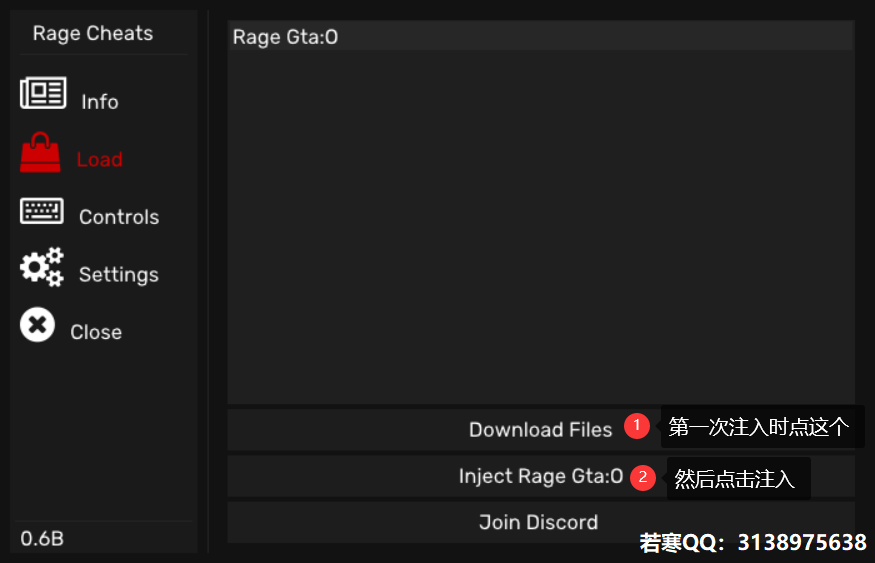 Rage Cheats
Info
Load
Controls
Settings
Close
0.6B
Rage Gta:O
Download Files
1
第一次注入时点这个
Inject Rage Gta:O
2
然后点击注入
Join Discord
若寒QQ：3138975638